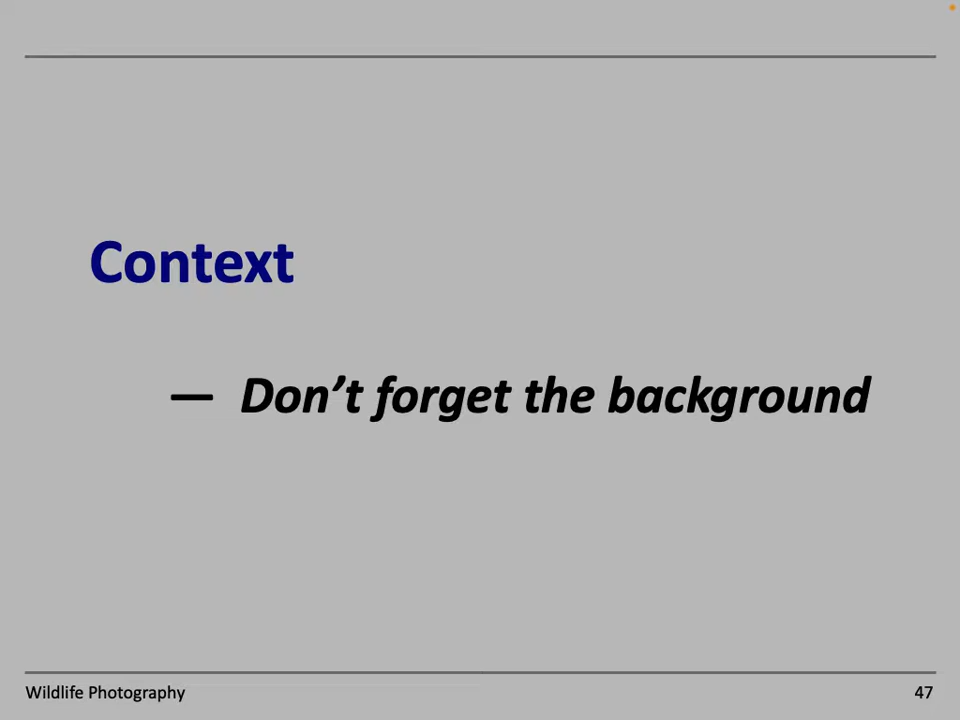 Context
— Don’t forget the background
Wildlife Photography 47